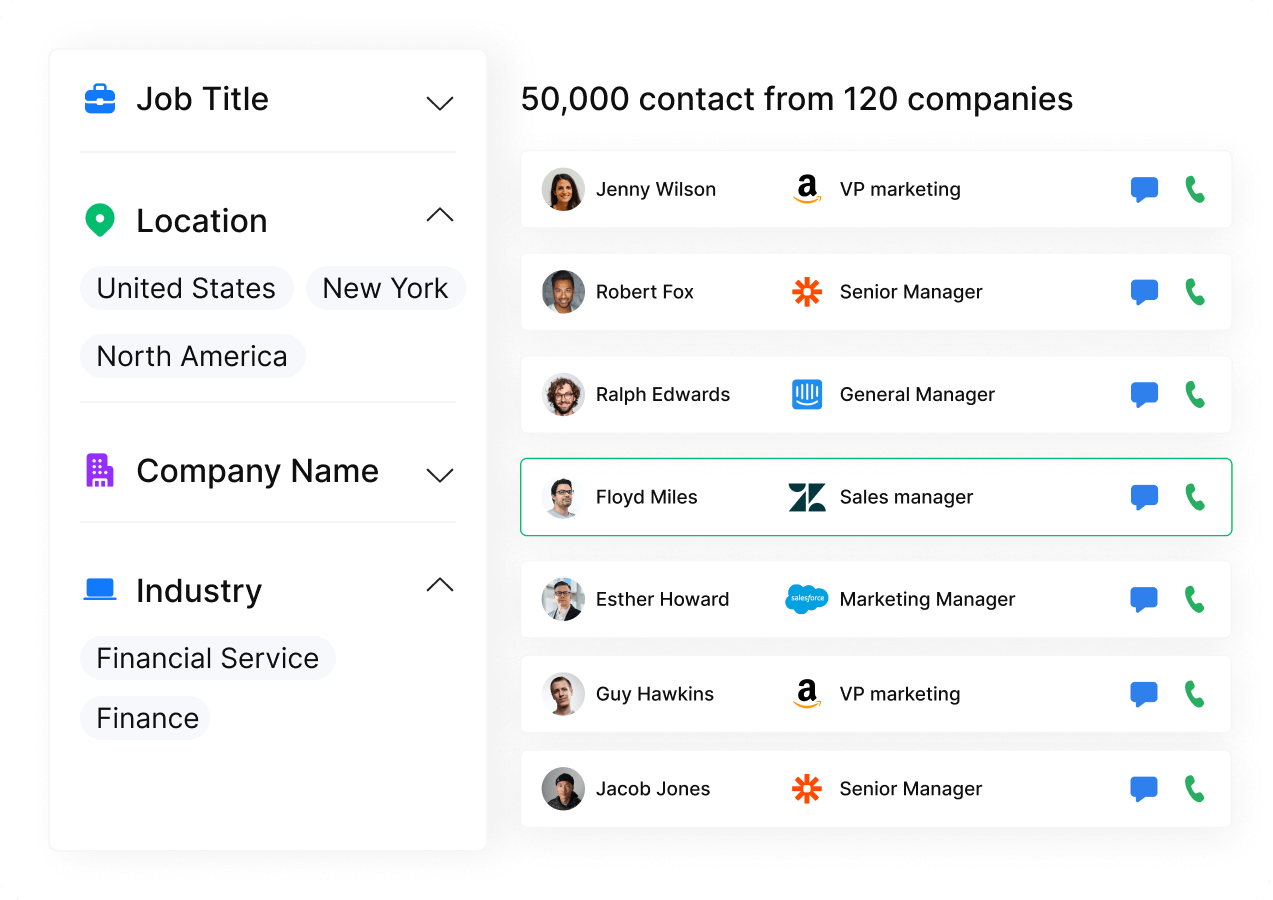 Job Title
Location
United States
New York
North America
Company Name
Industry
Financial Service
Finance
50,000 contact from 120 companies
Jenny Wilson a VP marketing
Robert Fox Senior Manager
Ralph Edwards General Manager
Floyd Miles Sales manager
Esther Howard salesforce Marketing Manager
Guy Hawkins a VP marketing
Jacob Jones Senior Manager